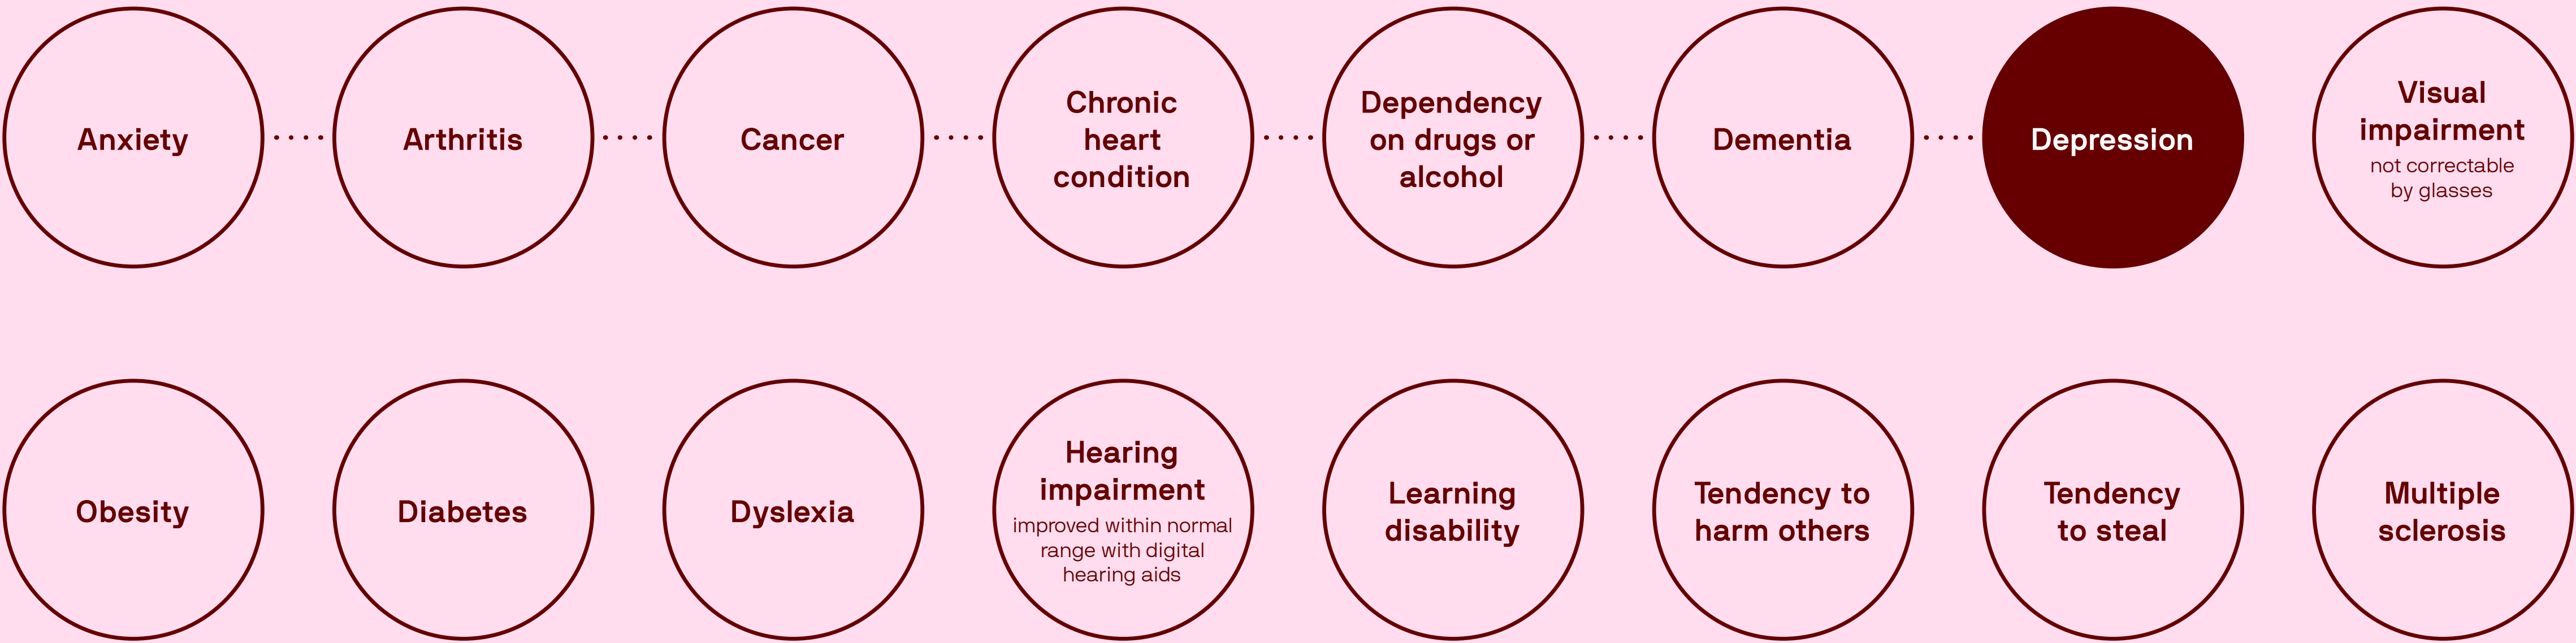 Anxiety
Arthritis
Cancer
Chronic
heart
condition
Dependency
on drugs or
alcohol
Dementia
Depression
Visual
impairment
not correctable
by glasses
Obesity
Diabetes
Dyslexia
Hearing
impairment
improved within normal
range with digital
hearing aids
Learning
disability
Tendency to
harm others
Tendency
to steal
Multiple
sclerosis